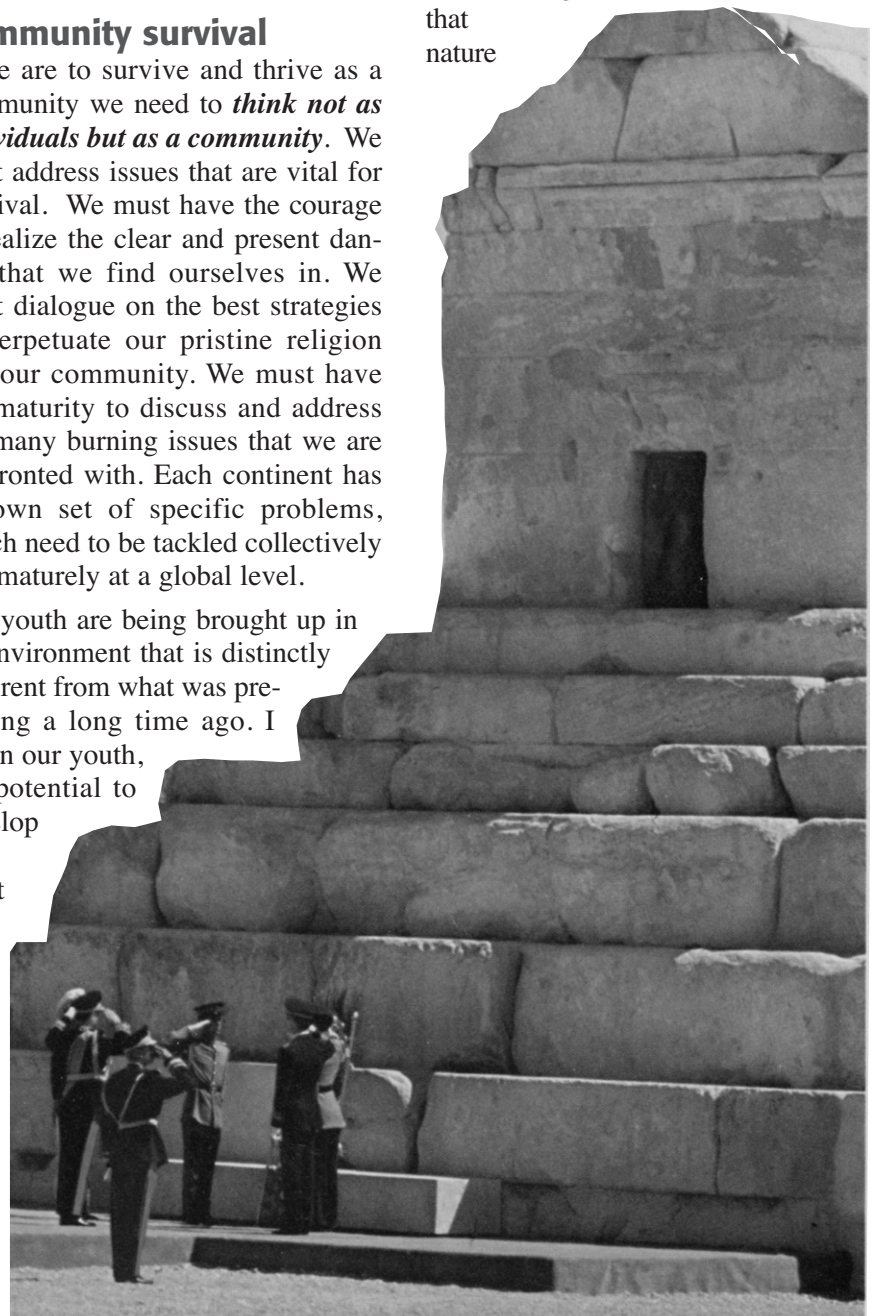 mmunity survival
e are to survive and thrive as a
munity we need to think not as
viduals but as a community. We
t address issues that are vital for
ival. We must have the courage
ealize the clear and present dan-
that we find ourselves in. We
t dialogue on the best strategies
erpetuate our pristine religion
our community. We must have
maturity to discuss and address
many burning issues that we are
fronted with. Each continent has
own set of specific problems,
ch need to be tackled collectively
maturely at a global level.
youth are being brought up in
nvironment that is distinctly
rent from what was pre-
ng a long time ago. I
n our youth,
potential to
lop
t
that
nature